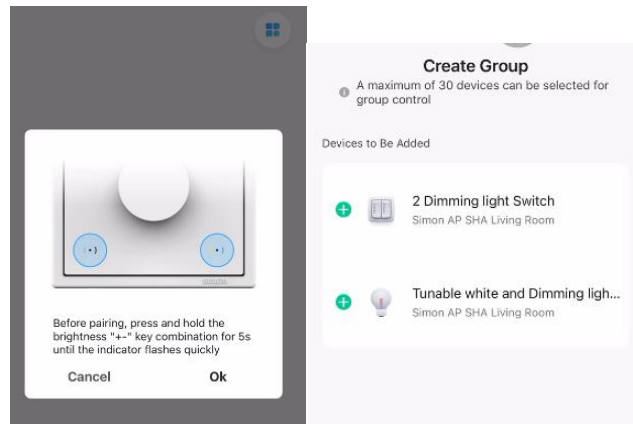 Before pairing, press and hold the
brightness "+-" key combination for 5s
until the indicator flashes quickly
Cancel
Ok
Create Group
A maximum of 30 devices can be selected for
group control
Devices to Be Added
2 Dimming light Switch
Simon AP SHA Living Room
Tunable white and Dimming ligh...
Simon AP SHA Living Room